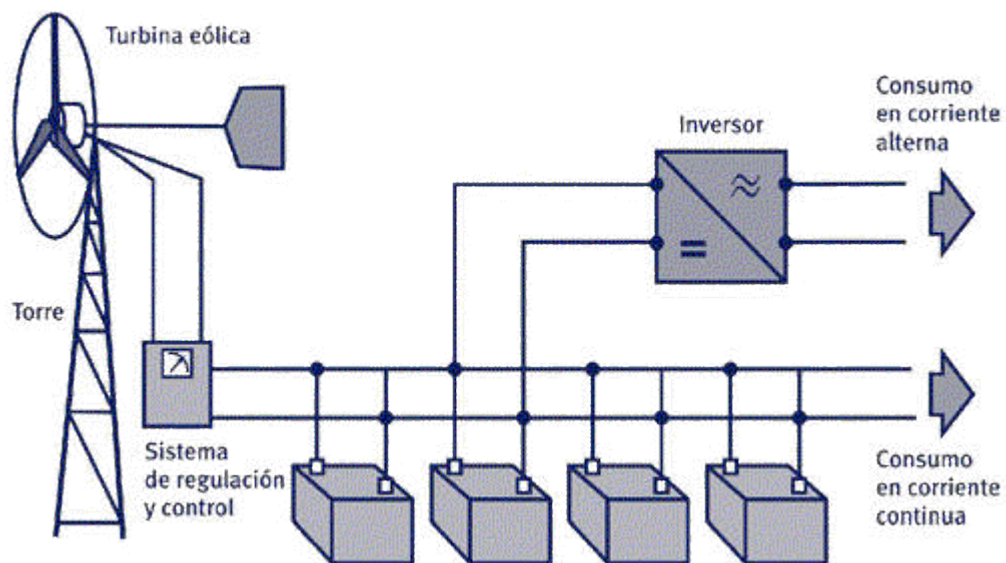 Turbina eólica
Consumo
en corriente
alterna
Inversor
Torre
Sistema
de regulación
y control
Consumo
en corriente
continua